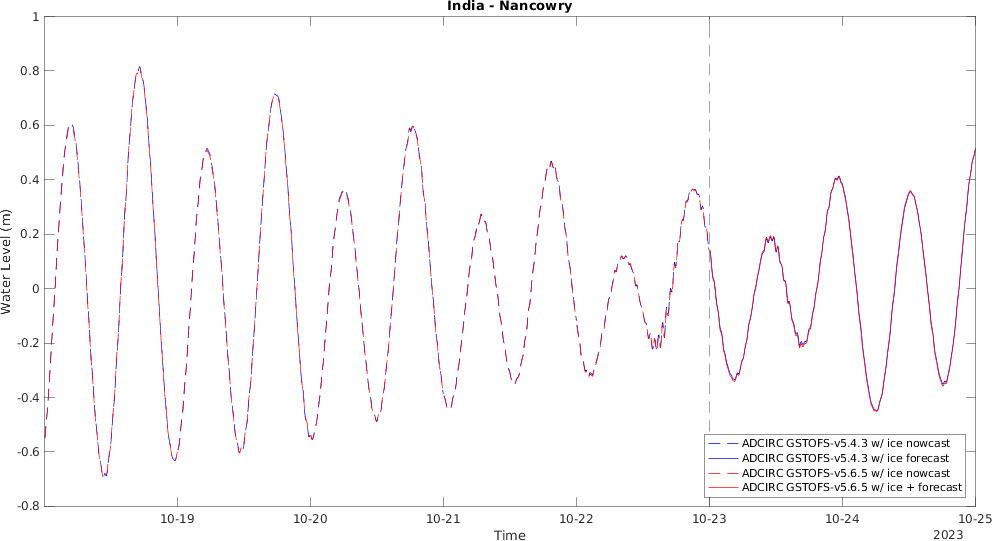 India - Nancowry
1
0.8
0.6
0.4
0.2
0
-0.2
-0.4
-0.6
-0.8
Water Level (m)
ADCIRC GSTOFS-v5.4.3 w/ ice nowcast
ADCIRC GSTOFS-v5.4.3 w/ ice forecast
ADCIRC GSTOFS-v5.6.5 w/ ice nowcast
ADCIRC GSTOFS-v5.6.5 w/ ice + forecast
10-19 10-20 10-21 10-22 10-23 10-24 10-25
Time
2023